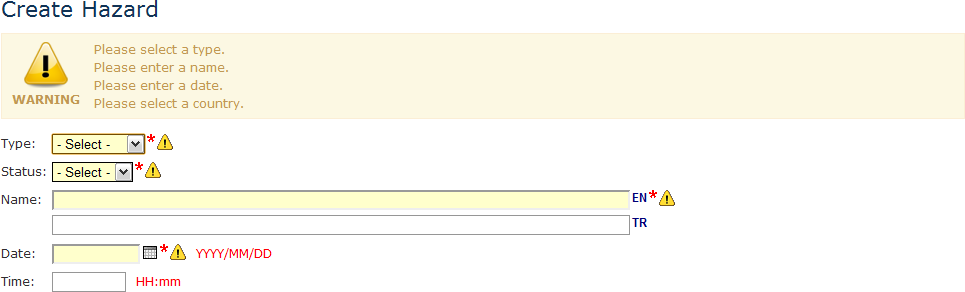 Create Hazard
Please select a type.
Please enter a name.
Please enter a date.
WARNING
Please select a country.
Type: - Select - *
Status: - Select - *
Name: EN*
TR
Date: * YYYY/MM/DD
Time: HH:mm